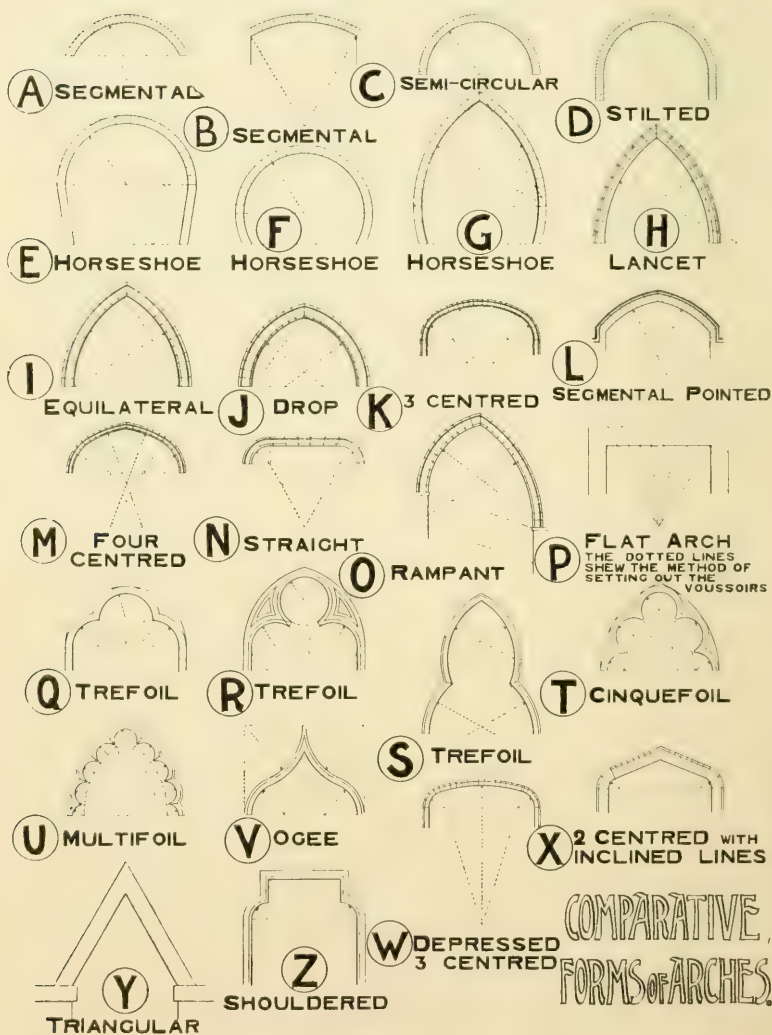 A SEGMENTAL
B SEGMENTAL
C SEMI-CIRCULAR
D STILTED
E HORSESHOE
F
HORSESHOE
G
HORSESHOE
H
LANCET
I
EQUILATERAL
J DROP
K 3 CENTRED
L
SEGMENTAL POINTED
M FOUR
CENTRED
N STRAIGHT
O RAMPANT
P FLAT ARCH
THE DOTTED LINES
SHEW THE METHOD OF
SETTING OUT THE
VOUSSOIRS
Q TREFOIL
R TREFOIL
S TREFOIL
T CINQUEFOIL
U MULTIFOIL
V OGEE
W DEPRESSED
3 CENTRED
X 2 CENTRED WITH
INCLINED LINES
Y
TRIANGULAR
Z
SHOULDERED
COMPARATIVE
FORMS OF ARCHES.